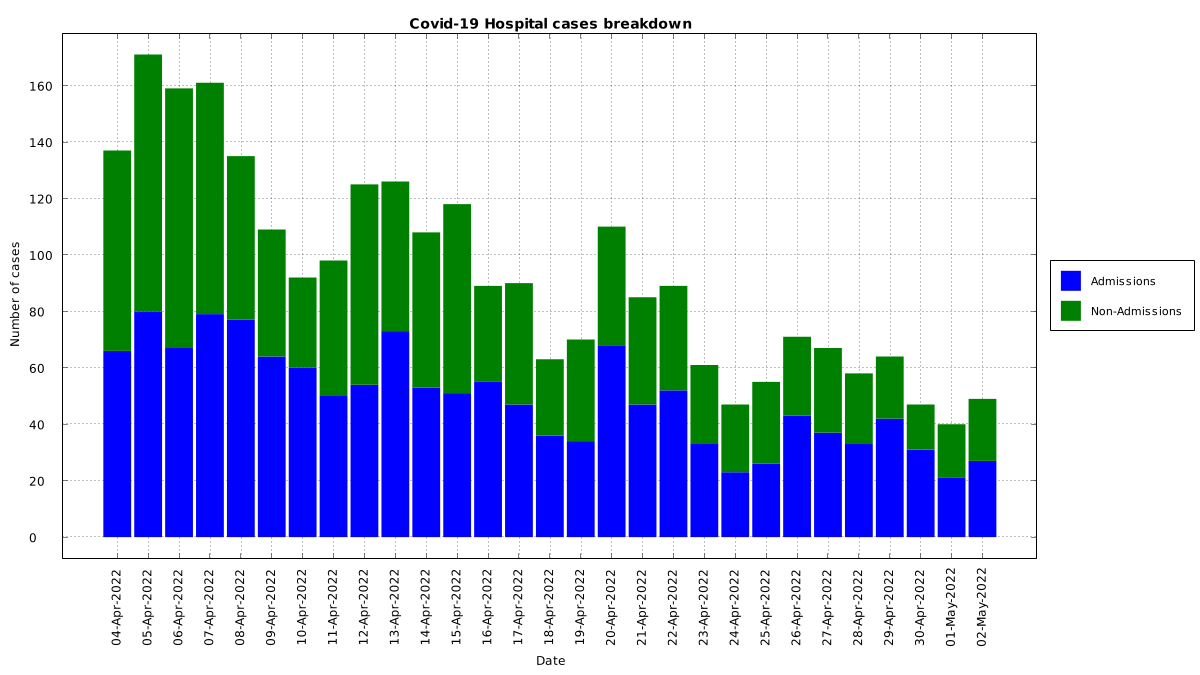 Covid-19 Hospital cases breakdown
Number of cases
160
140
120
100
80
60
40
20
0
04-Apr-2022
05-Apr-2022
06-Apr-2022
07-Apr-2022
08-Apr-2022
09-Apr-2022
10-Apr-2022
11-Apr-2022
12-Apr-2022
13-Apr-2022
14-Apr-2022
15-Apr-2022
16-Apr-2022
17-Apr-2022
18-Apr-2022
19-Apr-2022
20-Apr-2022
21-Apr-2022
22-Apr-2022
23-Apr-2022
24-Apr-2022
25-Apr-2022
26-Apr-2022
27-Apr-2022
28-Apr-2022
29-Apr-2022
30-Apr-2022
01-May-2022
02-May-2022
Date
Admissions
Non-Admissions